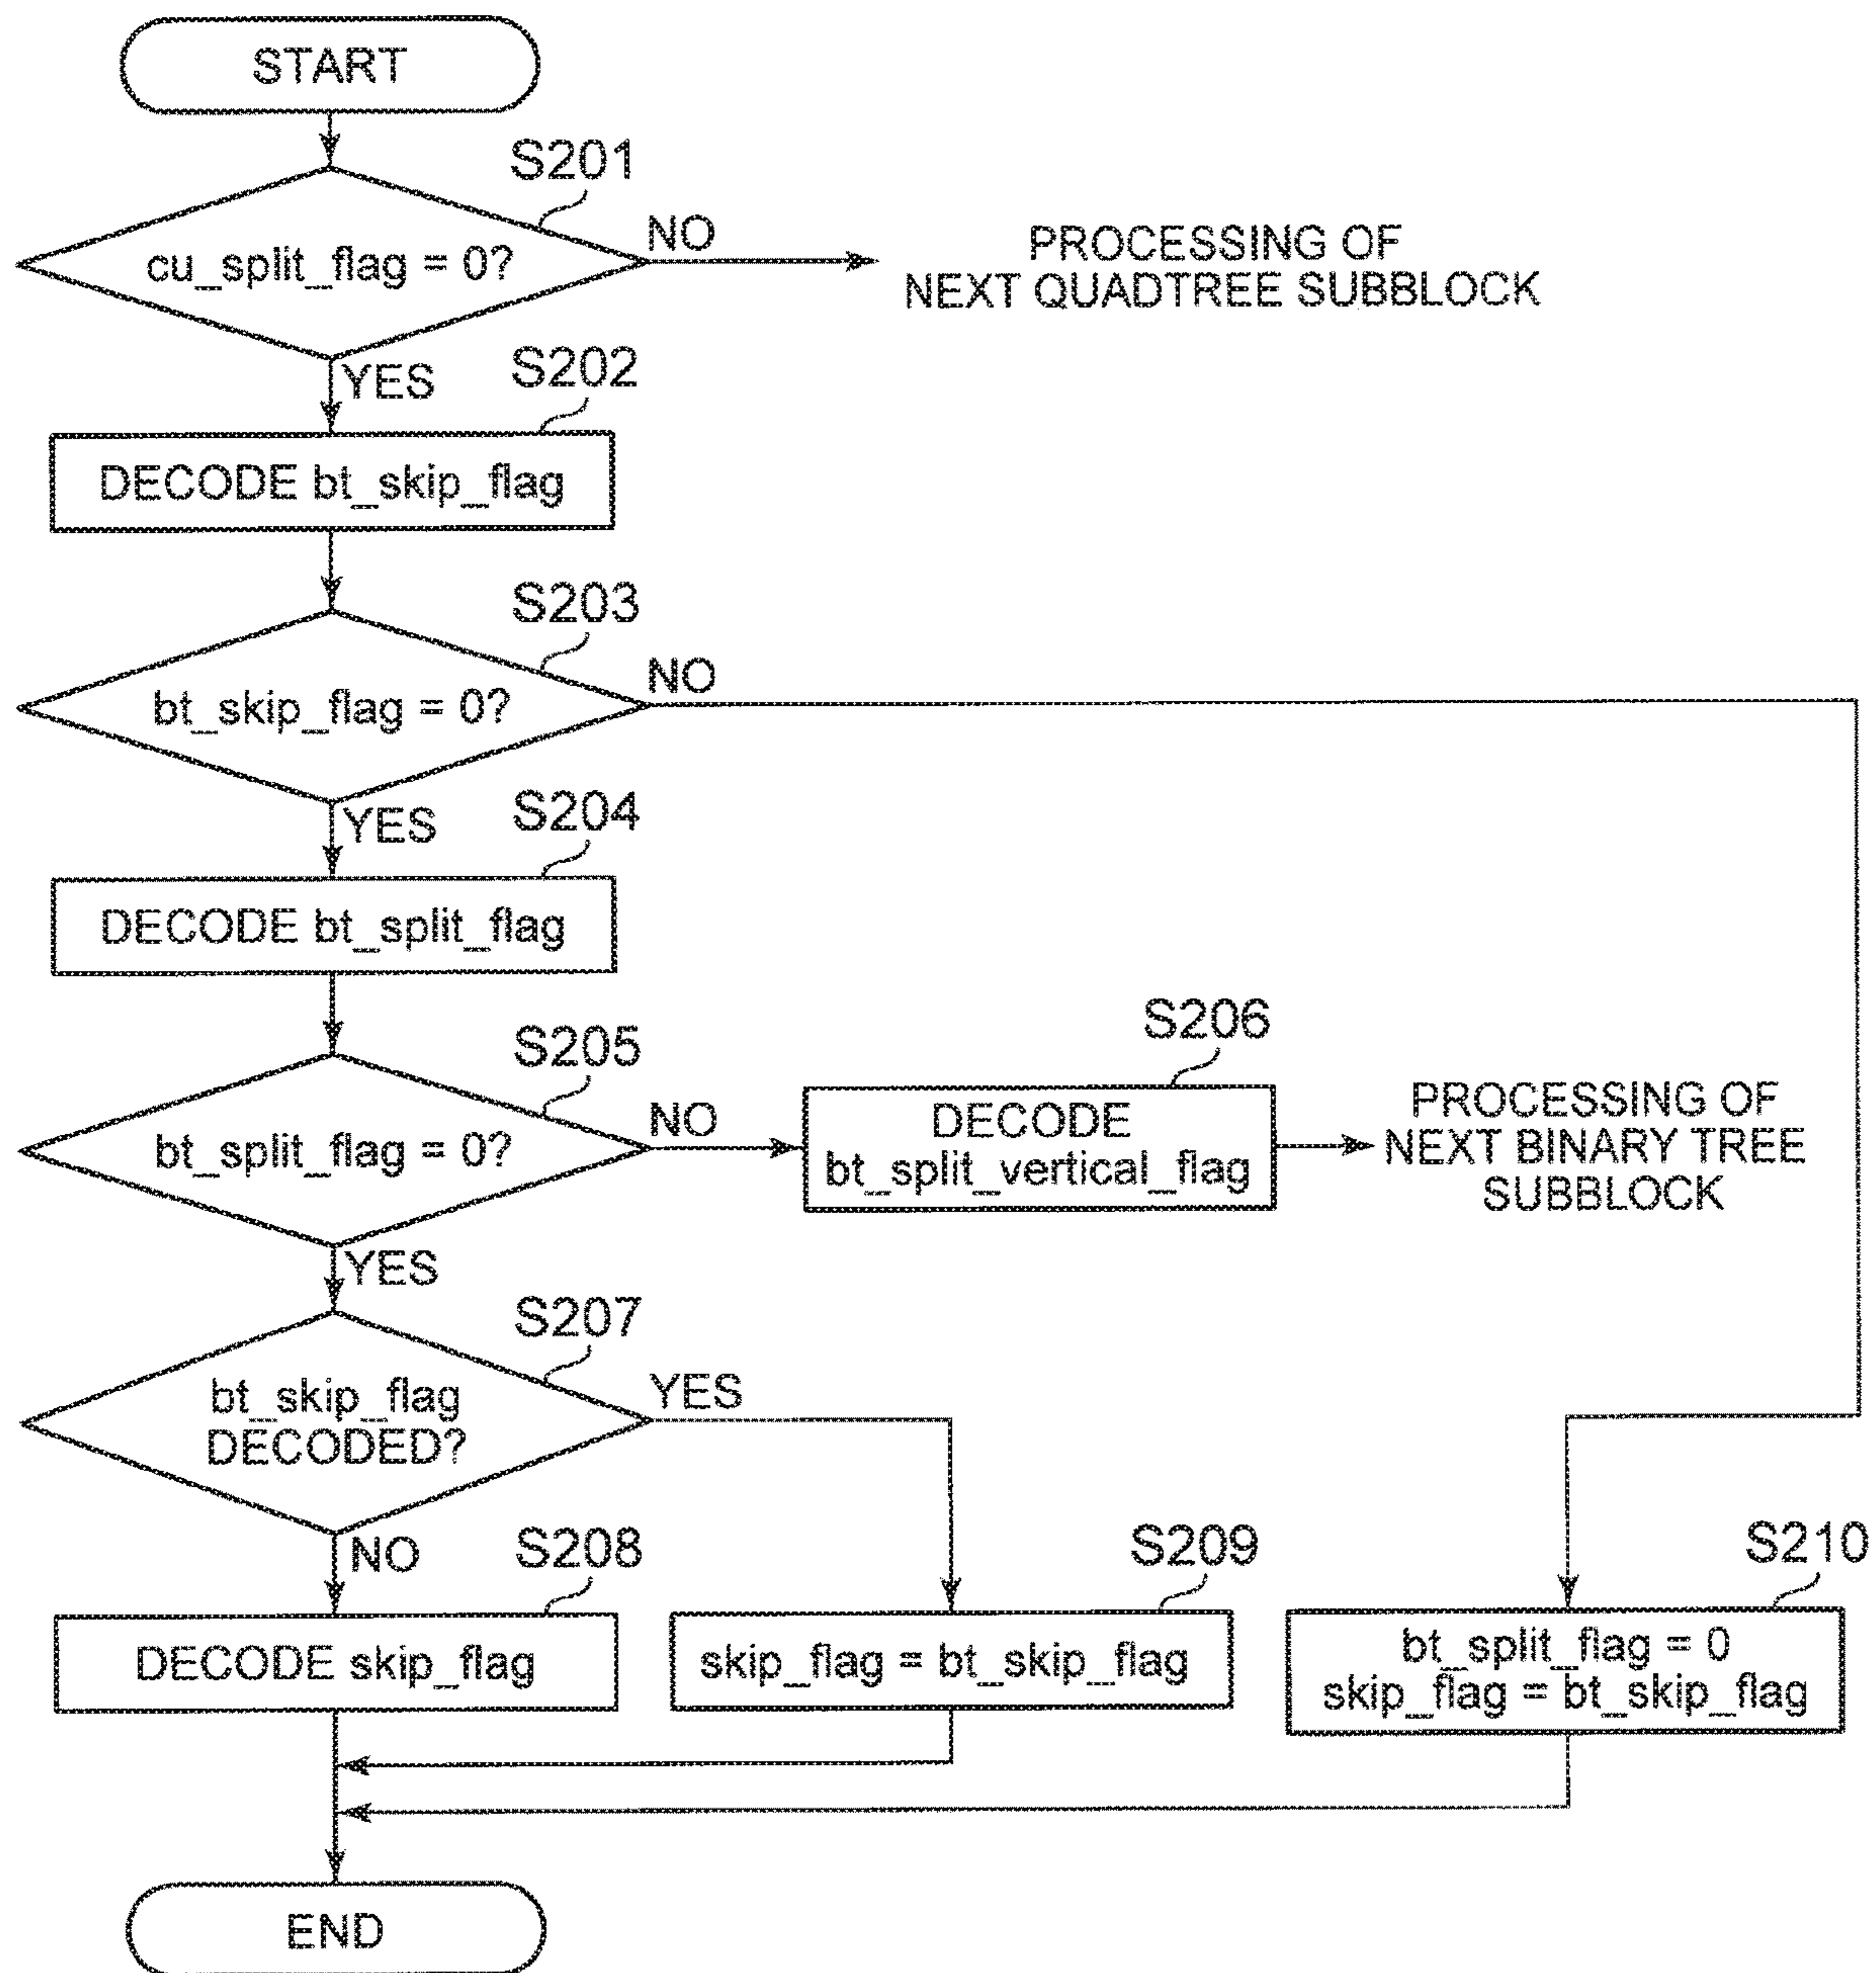 START
S201
cu_split_flag = 0?
NO
PROCESSING OF
NEXT QUADTREE SUBBLOCK
YES
S202
DECODE bt_skip_flag
S203
bt_skip_flag = 0?
NO
YES
S204
DECODE bt_split_flag
S205
bt_split_flag = 0?
NO
S206
DECODE
bt_split_vertical_flag
PROCESSING OF
NEXT BINARY TREE
SUBBLOCK
YES
S207
bt_skip_flag
DECODED?
YES
NO
S208
DECODE skip_flag
S209
skip_flag = bt_skip_flag
S210
bt_split_flag = 0
skip_flag = bt_skip_flag
END